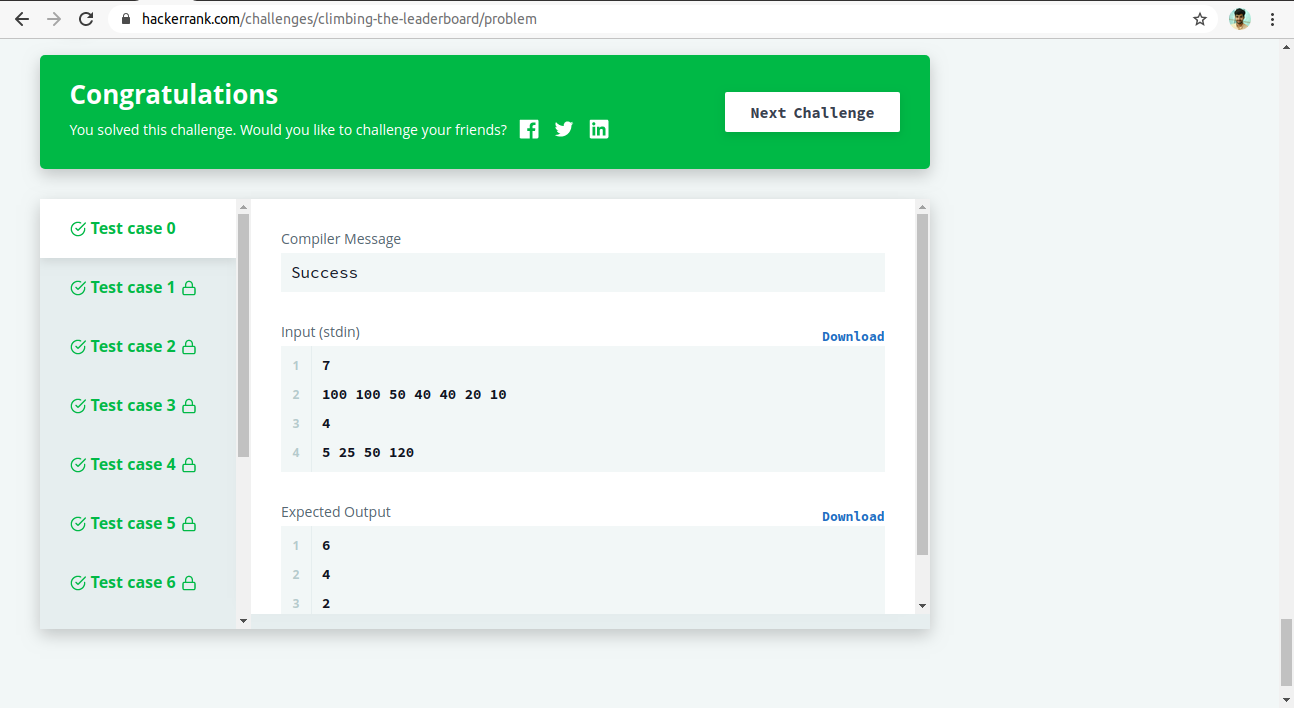 hackerrank.com/challenges/climbing-the-leaderboard/problem
Congratulations
You solved this challenge. Would you like to challenge your friends?
Next Challenge
Test case 0
Test case 1
Test case 2
Test case 3
Test case 4
Test case 5
Test case 6
Compiler Message
Success
Input (stdin)
Download
1 7
2 100 100 50 40 40 20 10
3 4
4 5 25 50 120
Expected Output
Download
1 6
2 4
3 2